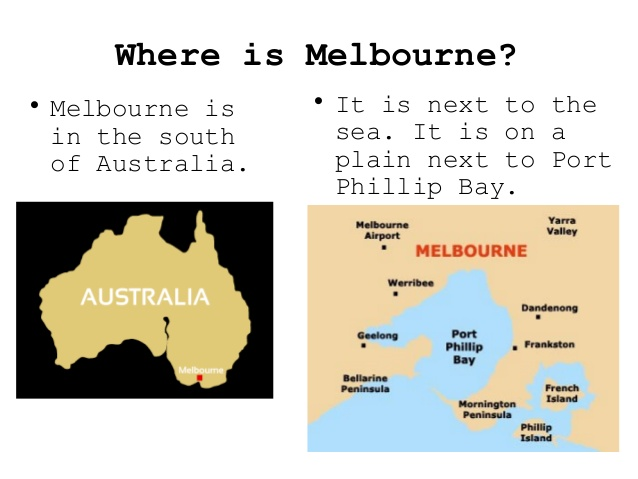 Where is Melbourne?
• Melbourne is
in the south
of Australia.
• It is next to the
sea. It is on a
plain next to Port
Phillip Bay.
AUSTRALIA
Melbourne
Melbourne
Airport
Yarra
Valley
MELBOURNE
Werribee
Dandenong
Geelong
Port
Phillip
Bay
Frankston
Bellarine
Peninsula
French
Island
Mornington
Peninsula
Phillip
Island